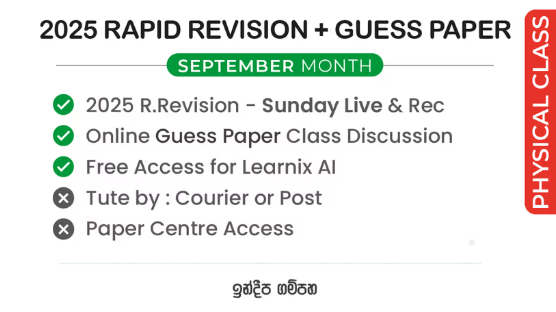 2025 RAPID REVISION + GUESS PAPER
SEPTEMBER MONTH
2025 R.Revision - Sunday Live & Rec
Online Guess Paper Class Discussion
Free Access for Learnix AI
Tute by : Courier or Post
Paper Centre Access
ඉන්දීප ගම්පහ
PHYSICAL CLASS